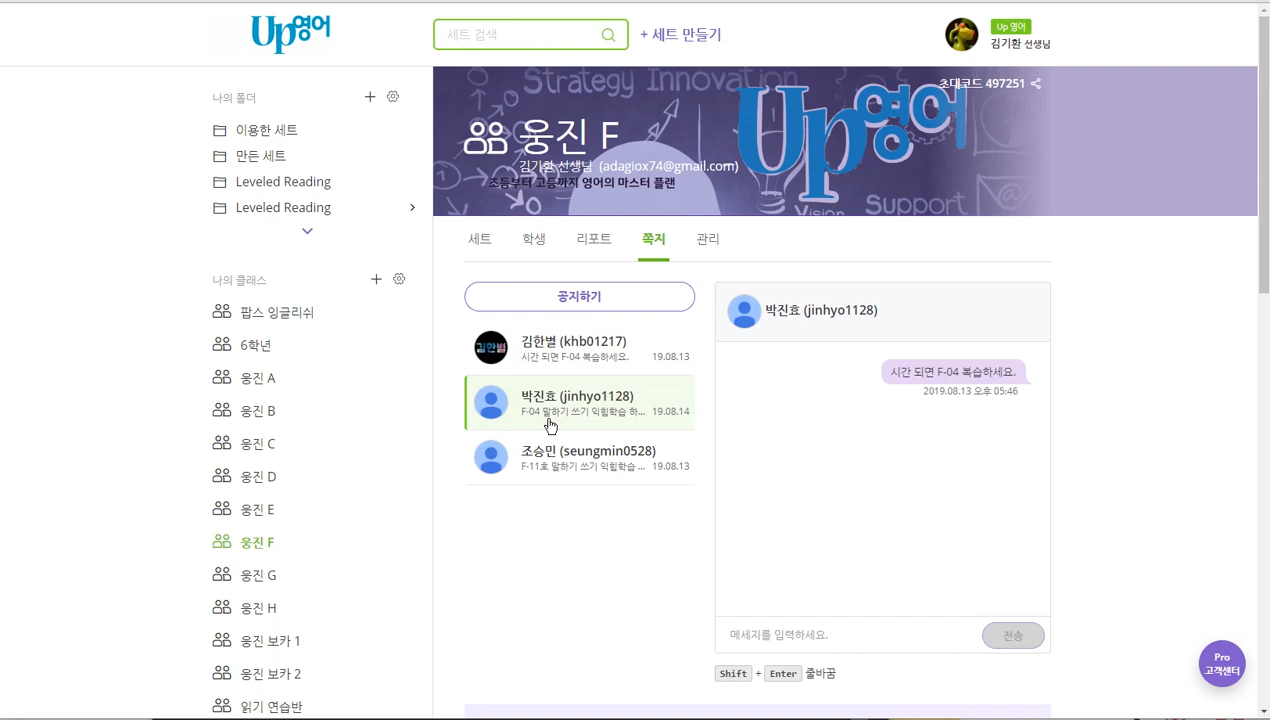 Up영어
세트 검색
+ 세트 만들기
Up 영어
김기환 선생님
나의 폴더
이용한 세트
만든 세트
Leveled Reading
Leveled Reading
나의 클래스
팝스 잉글리쉬
6학년
웅진 A
웅진 B
웅진 C
웅진 D
웅진 E
웅진 F
웅진 G
웅진 H
웅진 보카 1
웅진 보카 2
읽기 연습반
Strategy Innovation
초대코드 497251
Up영어
웅진 F
김기환 선생님 (adagiox74@gmail.com)
초등부터 고등까지 영어의 마스터 플랜
Vision
Support
세트
학생
리포트
쪽지
관리
공지하기
김한별
김한별 (khb01217)
시간 되면 F-04 복습하세요. 19.08.13
박진효 (jinhyo1128)
F-04 말하기 쓰기 익힘학습 하... 19.08.14
조승민 (seungmin0528)
F-11호 말하기 쓰기 익힘학습 ... 19.08.13
박진효 (jinhyo1128)
시간 되면 F-04 복습하세요.
2019.08.13 오후 05:46
메세지를 입력하세요.
전송
Shift + Enter 줄바꿈
Pro
고객센터